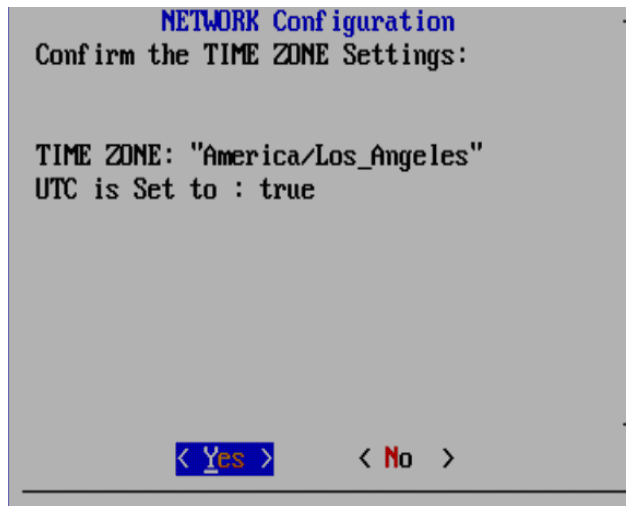 NETWORK Configuration
Confirm the TIME ZONE Settings:
TIME ZONE: "America/Los_Angeles"
UTC is Set to : true
< Yes > < No >